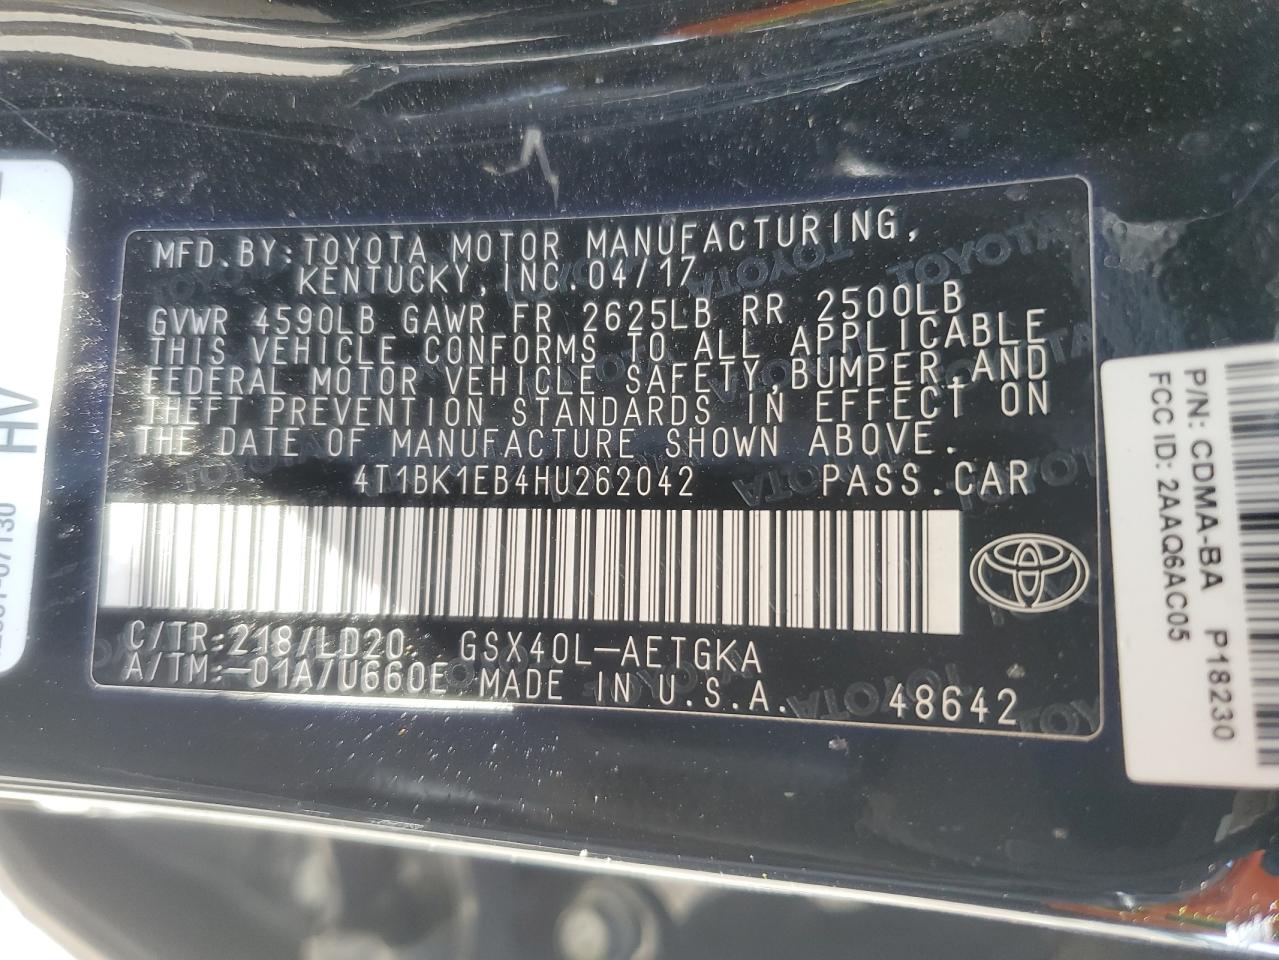 MFD.BY:TOYOTA MOTOR MANUFACTURING,
KENTUCKY, INC. 04/17
GVWR 4590LB GAWR FR 2625LB RR 2500LB
THIS VEHICLE CONFORMS TO ALL APPLICABLE
FEDERAL MOTOR VEHICLE SAFETY, BUMPER, AND
THEFT PREVENTION STANDARDS IN EFFECT ON
THE DATE OF MANUFACTURE SHOWN ABOVE.
4T1BK1EB4HU262042 PASS.CAR
C/TR:218/LD20 GSX40L-AETGKA
A/TM:-01A/U660E MADE IN U.S.A. 48642
P/N: CDMA-BA P18230
FCC ID: 2AAQ6AC05
HV